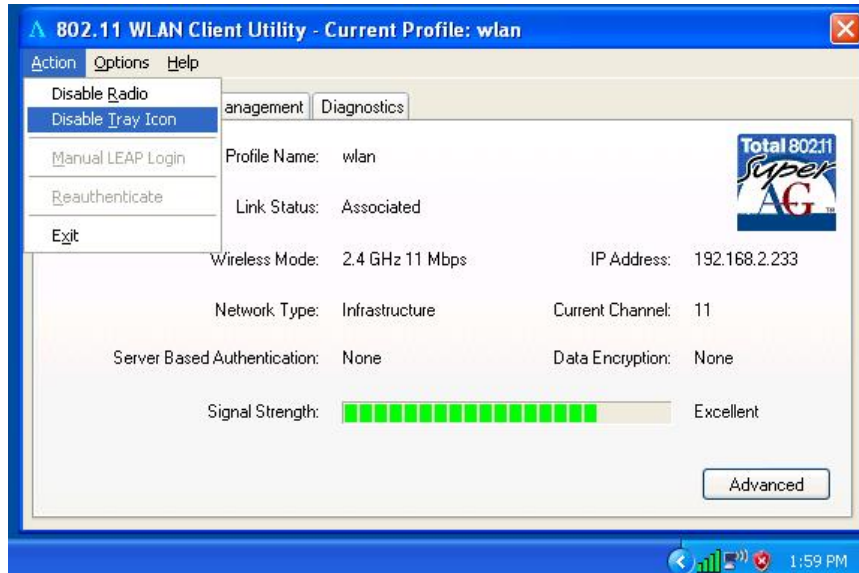 802.11 WLAN Client Utility - Current Profile: wlan
Action Options Help
Disable Radio
Disable Tray Icon
Manual LEAP Login
Reauthenticate
Exit
anagement Diagnostics
Profile Name: wlan
Link Status: Associated
Wireless Mode: 2.4 GHz 11 Mbps IP Address: 192.168.2.233
Network Type: Infrastructure Current Channel: 11
Server Based Authentication: None Data Encryption: None
Signal Strength: Excellent
Total 802.11
Super
AG ™
Advanced
1:59 PM